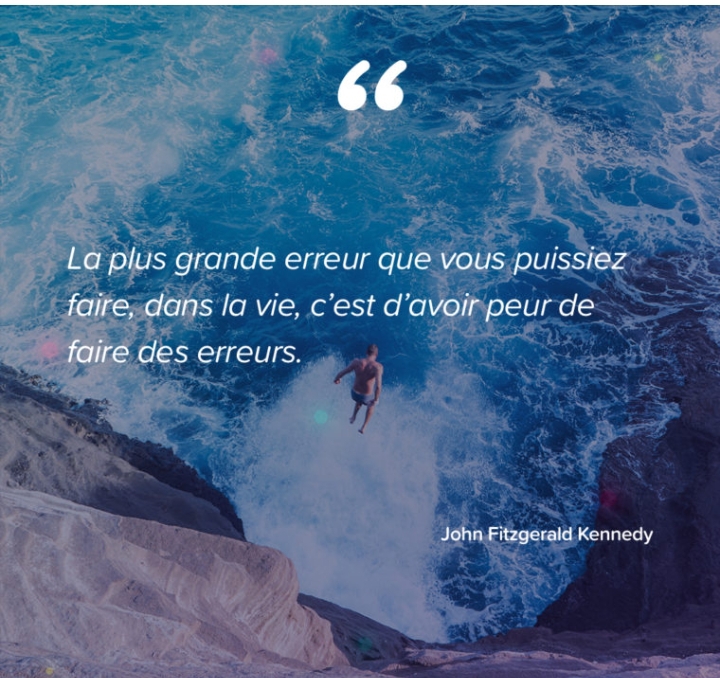 “
La plus grande erreur que vous puissiez
faire, dans la vie, c’est d’avoir peur de
faire des erreurs.
John Fitzgerald Kennedy